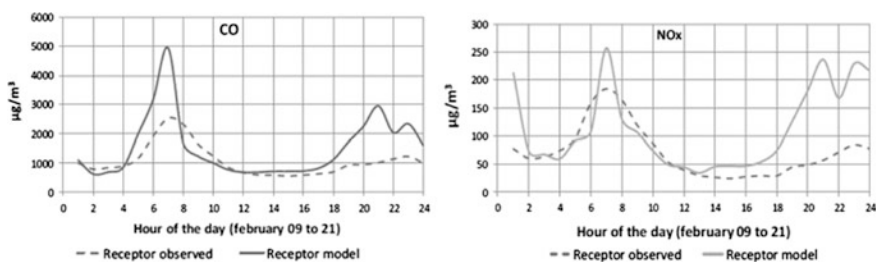 CO
6000
5000
4000
3000
2000
1000
0
µg/m³
0 2 4 6 8 10 12 14 16 18 20 22 24
Hour of the day (february 09 to 21)
Receptor observed Receptor model
NOx
300
250
200
150
100
50
0
µg/m³
0 2 4 6 8 10 12 14 16 18 20 22 24
Hour of the day (february 09 to 21)
Receptor observed Receptor model